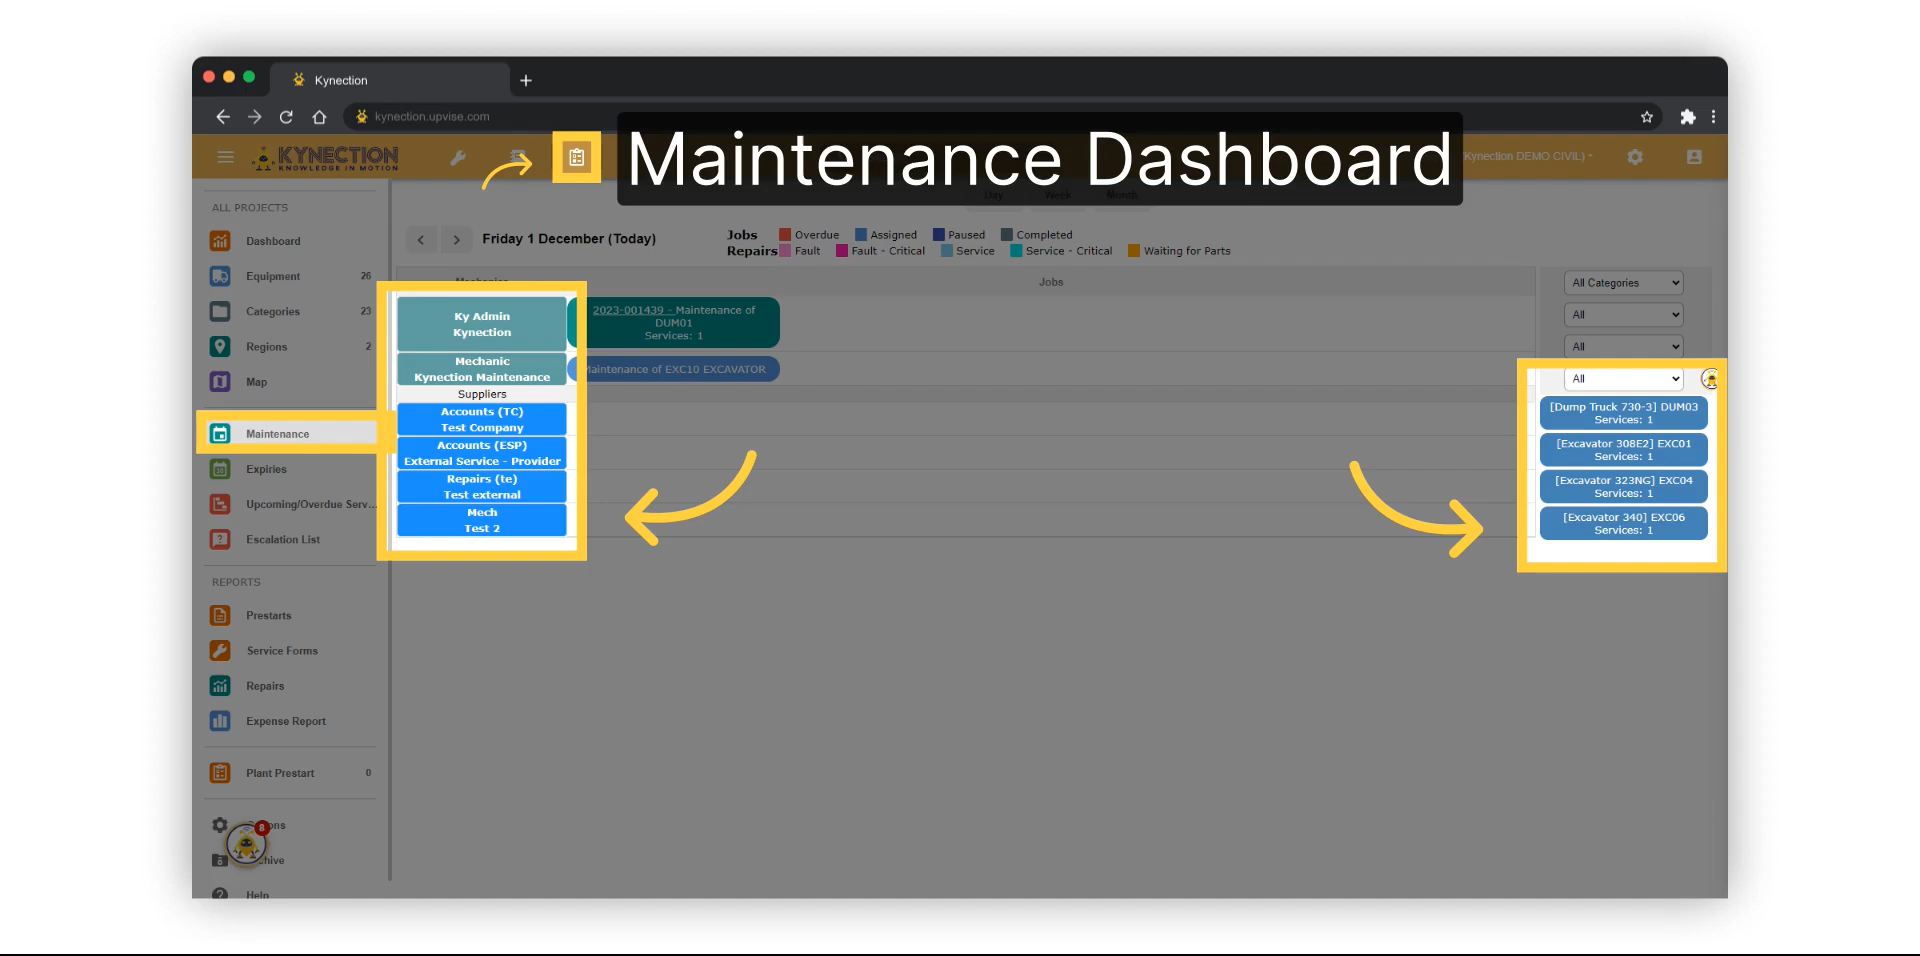 Kynection
kynection.upvise.com
KYNECTION
KNOWLEDGE IN MOTION
Maintenance Dashboard
Kynection DEMO CIVIL)
Day Week Month
ALL PROJECTS
Dashboard
Equipment 26
Categories 23
Regions 2
Map
Maintenance
Expiries
Upcoming/Overdue Serv...
Escalation List
REPORTS
Prestarts
Service Forms
Repairs
Expense Report
Plant Prestart 0
8
Help
Friday 1 December (Today)
Jobs Overdue Assigned Paused Completed
Repairs Fault Fault - Critical Service Service - Critical Waiting for Parts
Mechanics Jobs
Ky Admin
Kynection
2023-001439 - Maintenance of
DUM01
Services: 1
Mechanic
Kynection Maintenance
Maintenance of EXC10 EXCAVATOR
Suppliers
Accounts (TC)
Test Company
Accounts (ESP)
External Service - Provider
Repairs (te)
Test external
Mech
Test 2
All Categories
All
All
All
[Dump Truck 730-3] DUM03
Services: 1
[Excavator 308E2] EXC01
Services: 1
[Excavator 323NG] EXC04
Services: 1
[Excavator 340] EXC06
Services: 1